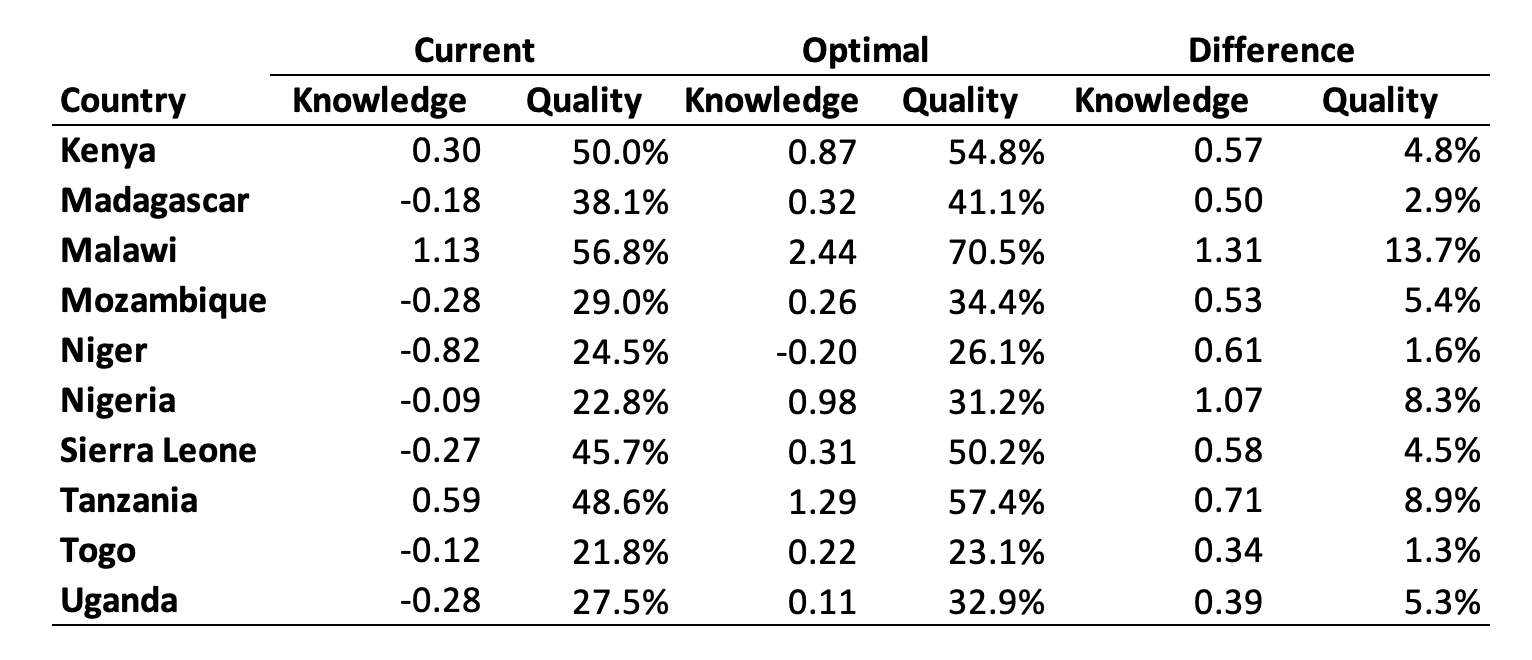 Current Optimal Difference
Country Knowledge Quality Knowledge Quality Knowledge Quality
Kenya 0.30 50.0% 0.87 54.8% 0.57 4.8%
Madagascar -0.18 38.1% 0.32 41.1% 0.50 2.9%
Malawi 1.13 56.8% 2.44 70.5% 1.31 13.7%
Mozambique -0.28 29.0% 0.26 34.4% 0.53 5.4%
Niger -0.82 24.5% -0.20 26.1% 0.61 1.6%
Nigeria -0.09 22.8% 0.98 31.2% 1.07 8.3%
Sierra Leone -0.27 45.7% 0.31 50.2% 0.58 4.5%
Tanzania 0.59 48.6% 1.29 57.4% 0.71 8.9%
Togo -0.12 21.8% 0.22 23.1% 0.34 1.3%
Uganda -0.28 27.5% 0.11 32.9% 0.39 5.3%